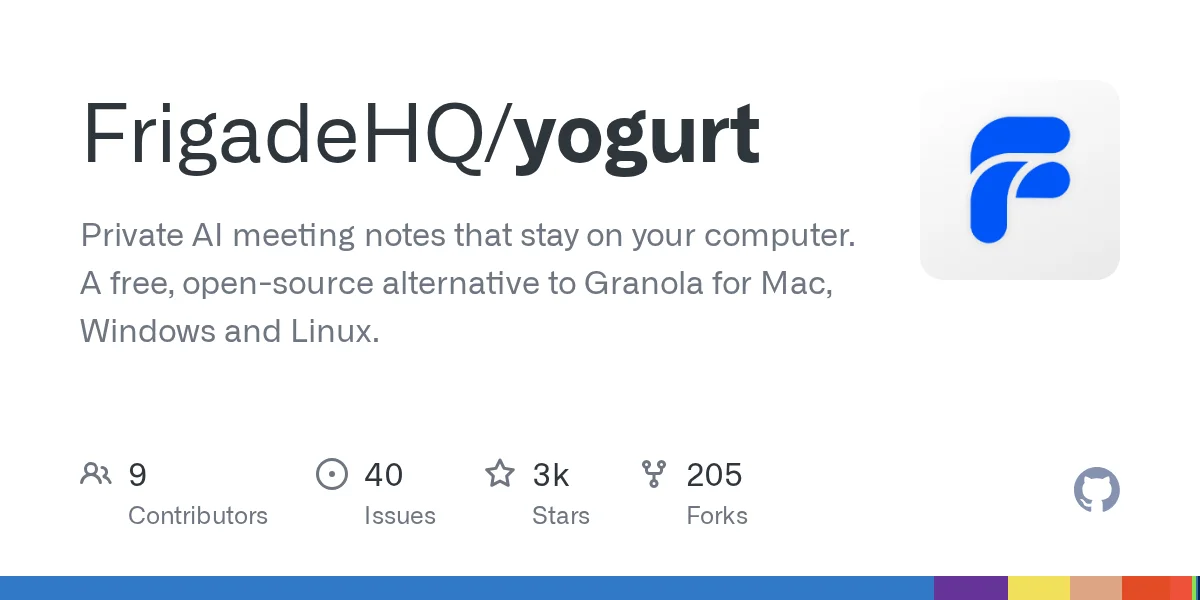 FrigadeHQ/yogurt
Private AI meeting notes that stay on your computer.
A free, open-source alternative to Granola for Mac,
Windows and Linux.
9
Contributors
40
Issues
3k
Stars
205
Forks